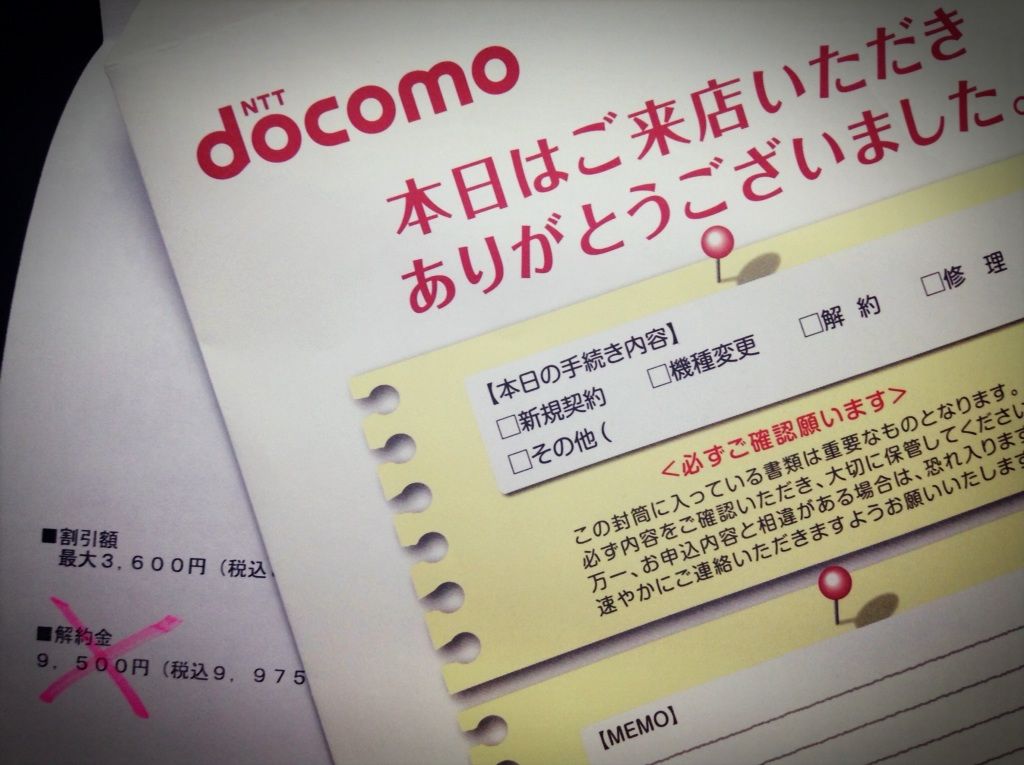 NTT
docomo
本日はご来店いただき
ありがとうございました。
【本日の手続き内容】
□新規契約 □機種変更 □解 約 □修 理
□その他（
＜必ずご確認願います＞
この封筒に入っている書類は重要なものとなります。
必ず内容をご確認いただき、大切に保管してください
万一、お申込内容と相違がある場合は、恐れ入ります
速やかにご連絡いただきますようお願いいたします
【MEMO】
■割引額
最大3,600円（税込
■解約金
9,500円（税込9,975